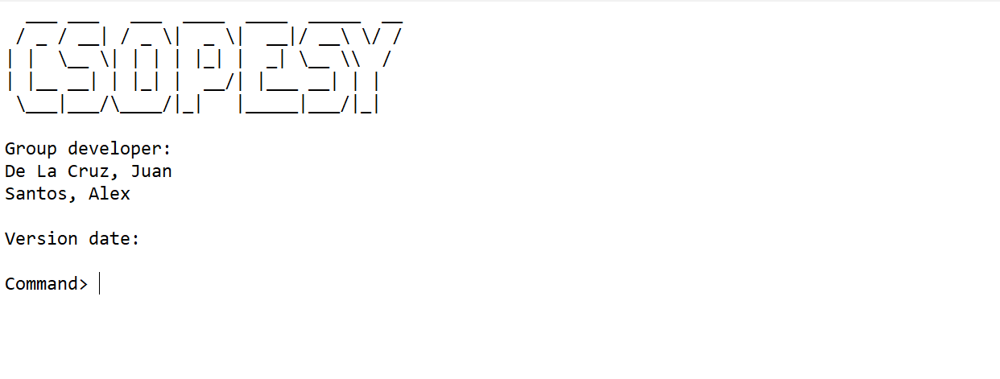 CSOPESY
Group developer:
De La Cruz, Juan
Santos, Alex
Version date:
Command>